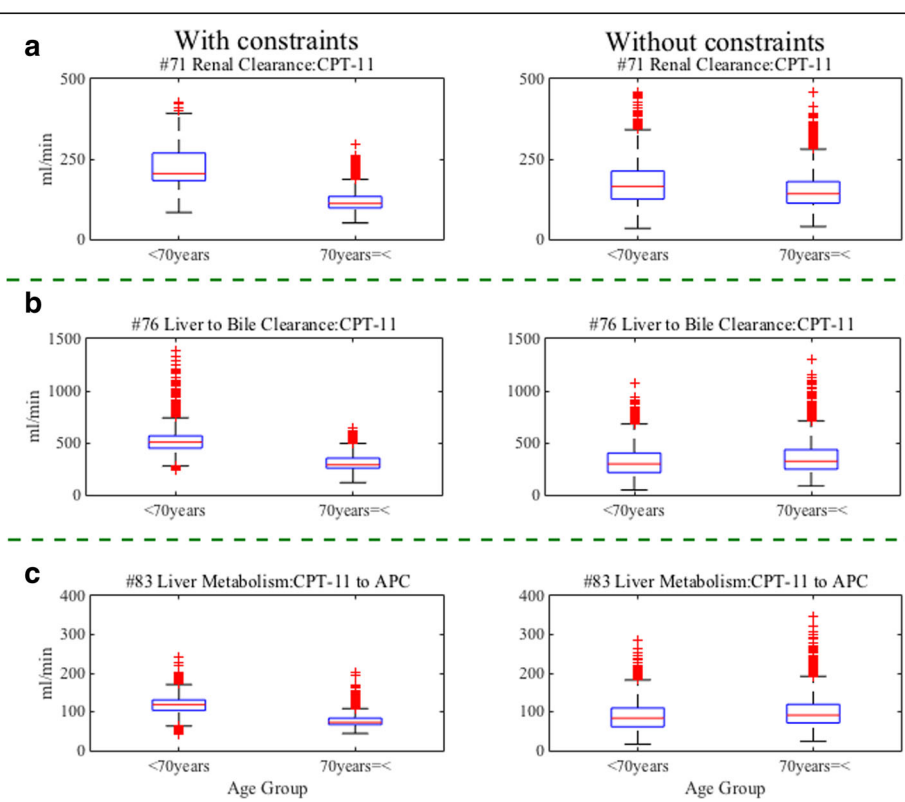 a
With constraints
Without constraints
#71 Renal Clearance:CPT-11
#71 Renal Clearance:CPT-11
500
250
0
ml/min
<70years
70years=<
500
250
0
<70years
70years=<
b
#76 Liver to Bile Clearance:CPT-11
#76 Liver to Bile Clearance:CPT-11
1500
1000
500
0
ml/min
<70years
70years=<
1500
1000
500
0
<70years
70years=<
c
#83 Liver Metabolism:CPT-11 to APC
#83 Liver Metabolism:CPT-11 to APC
400
300
200
100
0
ml/min
<70years
70years=<
Age Group
400
300
200
100
0
<70years
70years=<
Age Group